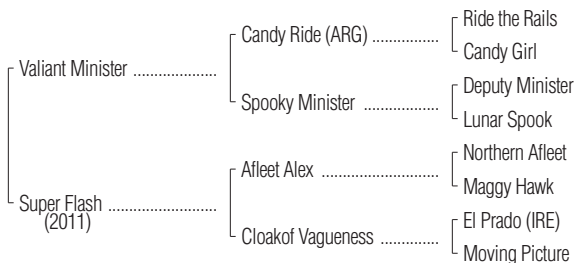 Ride the Rails
Candy Ride (ARG) ..................
Candy Girl
Valiant Minister .....................
Deputy Minister
Spooky Minister ....................
Lunar Spook
Northern Afleet
Afleet Alex .............................
Maggy Hawk
Super Flash ...........................
(2011)
El Prado (IRE)
Cloakof Vagueness ...............
Moving Picture